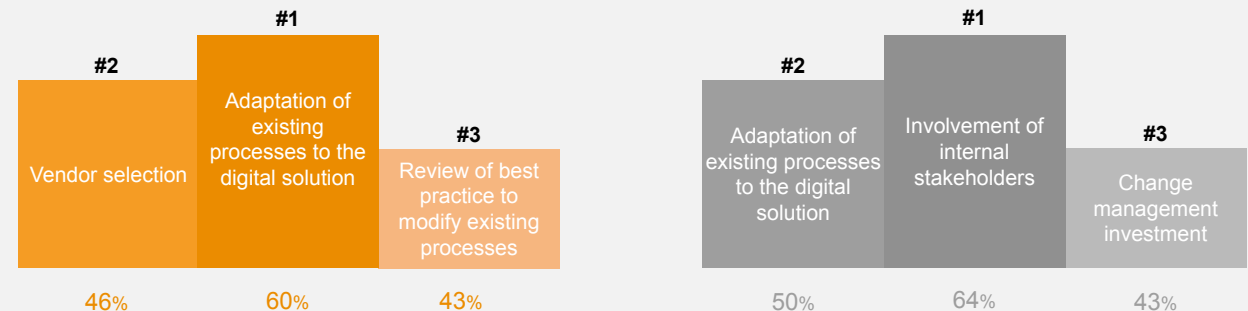 #1
#2
Adaptation of
existing
processes to the
digital solution
#3
Vendor selection
Review of best
practice to
modify existing
processes
46%
60%
43%
#1
#2
Involvement of
internal
stakeholders
#3
Adaptation of
existing processes
to the digital
solution
Change
management
investment
50%
64%
43%